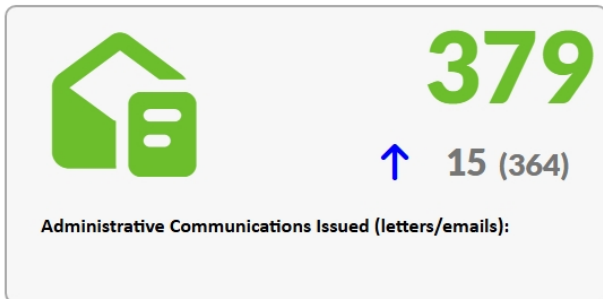 379
↑ 15 (364)
Administrative Communications Issued (letters/emails):